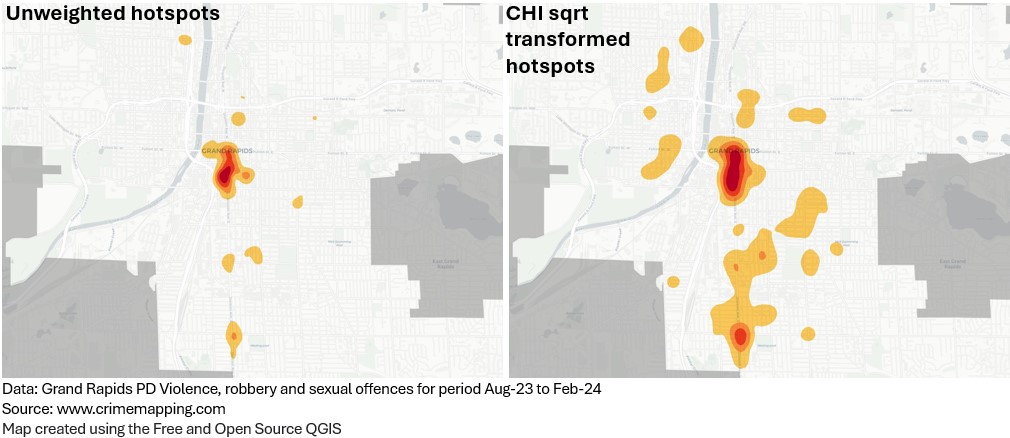 Unweighted hotspots
CHI sqrt
transformed
hotspots
GRAND RAPIDS
GRAND RAPIDS
East Grand
Rapids
East Grand
Rapids
Data: Grand Rapids PD Violence, robbery and sexual offences for period Aug-23 to Feb-24
Source: www.crimemapping.com
Map created using the Free and Open Source QGIS